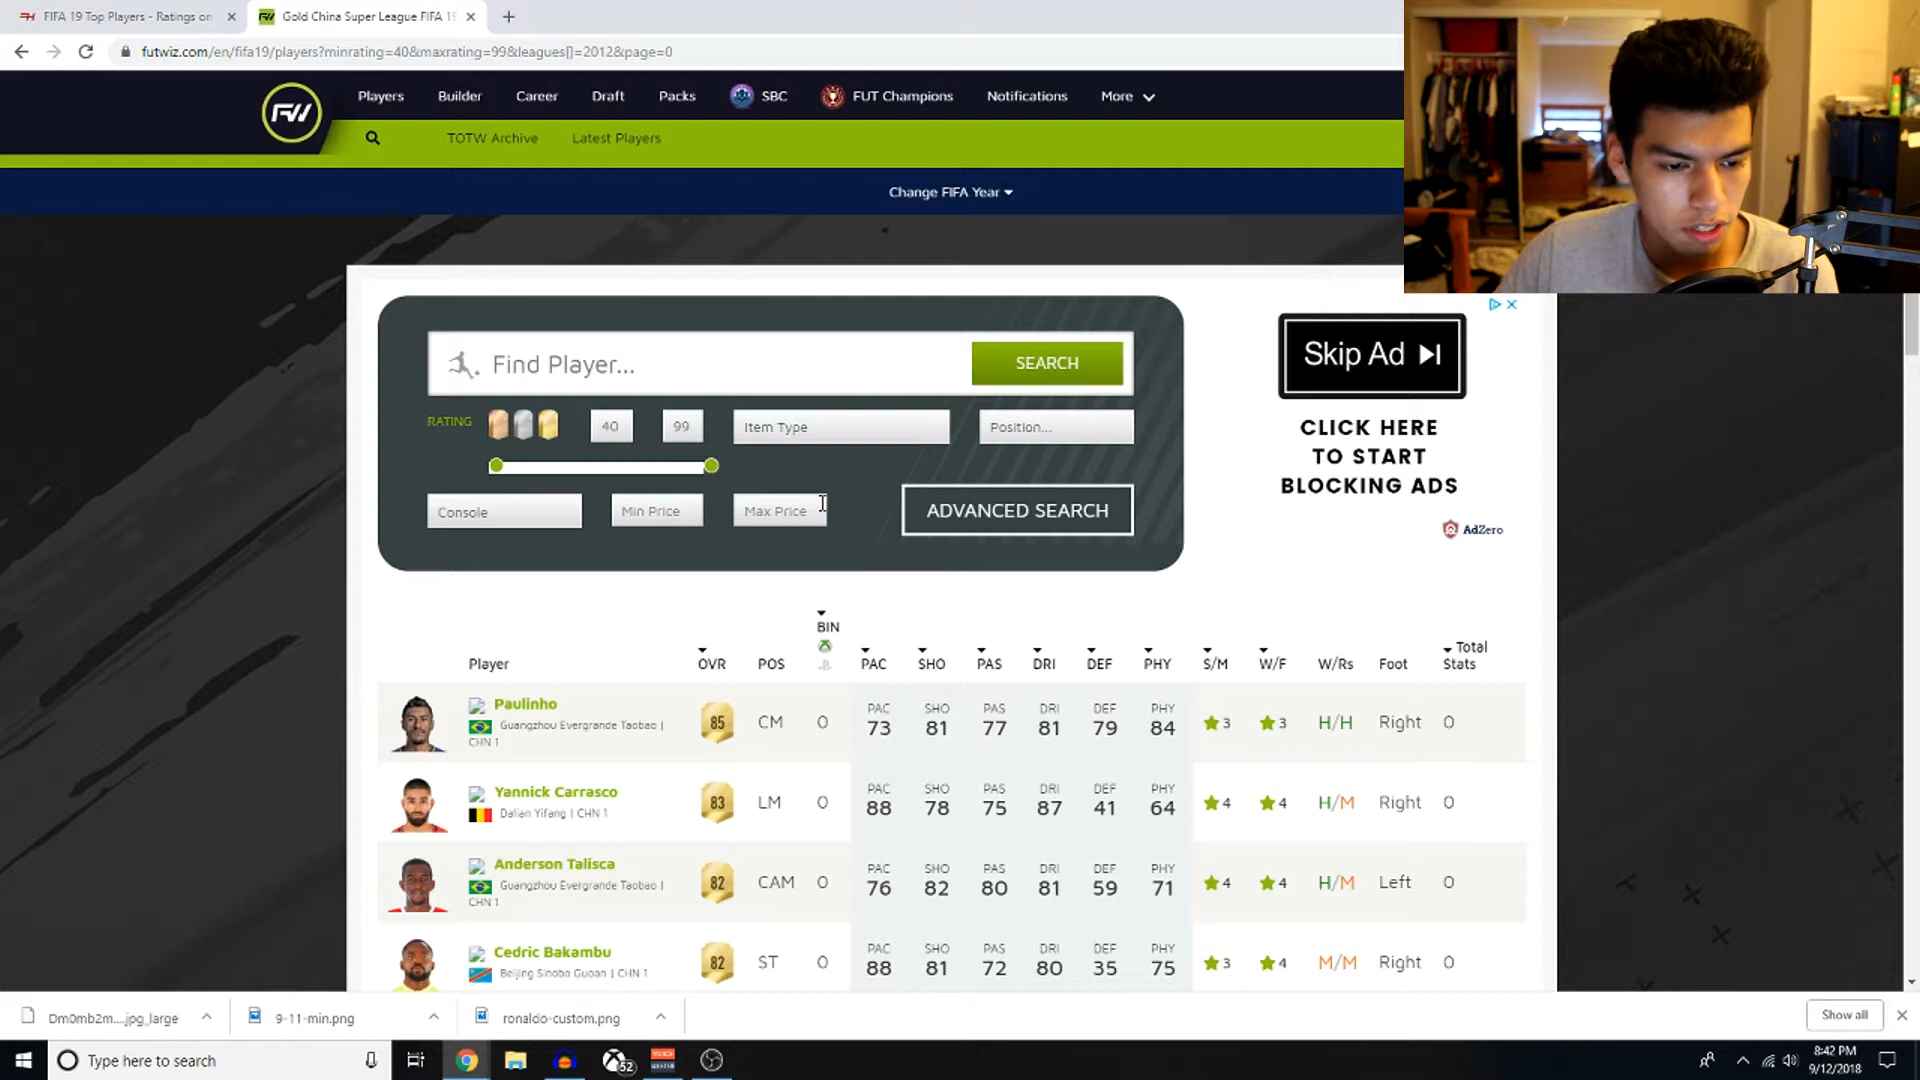 FIFA 19 Top Players - Ratings on
Gold China Super League FIFA 19
futwiz.com/en/fifa19/players?minrating=40&maxrating=99&leagues[]=2012&page=0
FW
Players Builder Career Draft Packs SBC FUT Champions Notifications More
TOTW Archive Latest Players
Change FIFA Year
Find Player... SEARCH
RATING 40 99 Item Type Position...
Console Min Price Max Price ADVANCED SEARCH
Skip Ad
CLICK HERE
TO START
BLOCKING ADS
AdZero
Player OVR POS BIN PAC SHO PAS DRI DEF PHY S/M W/F W/Rs Foot Total Stats
Paulinho
Guangzhou Evergrande Taobao |
CHN 1
85 CM 0 PAC 73 SHO 81 PAS 77 DRI 81 DEF 79 PHY 84 3 3 H/H Right 0
Yannick Carrasco
Dalian Yifang | CHN 1
83 LM 0 PAC 88 SHO 78 PAS 75 DRI 87 DEF 41 PHY 64 4 4 H/M Right 0
Anderson Talisca
Guangzhou Evergrande Taobao |
CHN 1
82 CAM 0 PAC 76 SHO 82 PAS 80 DRI 81 DEF 59 PHY 71 4 4 H/M Left 0
Cedric Bakambu
Beijing Sinobo Guoan | CHN 1
82 ST 0 PAC 88 SHO 81 PAS 72 DRI 80 DEF 35 PHY 75 3 4 M/M Right 0
Dm0mb2m....jpg_large 9-11-min.png ronaldo-custom.png Show all
Type here to search 52
8:42 PM
9/12/2018